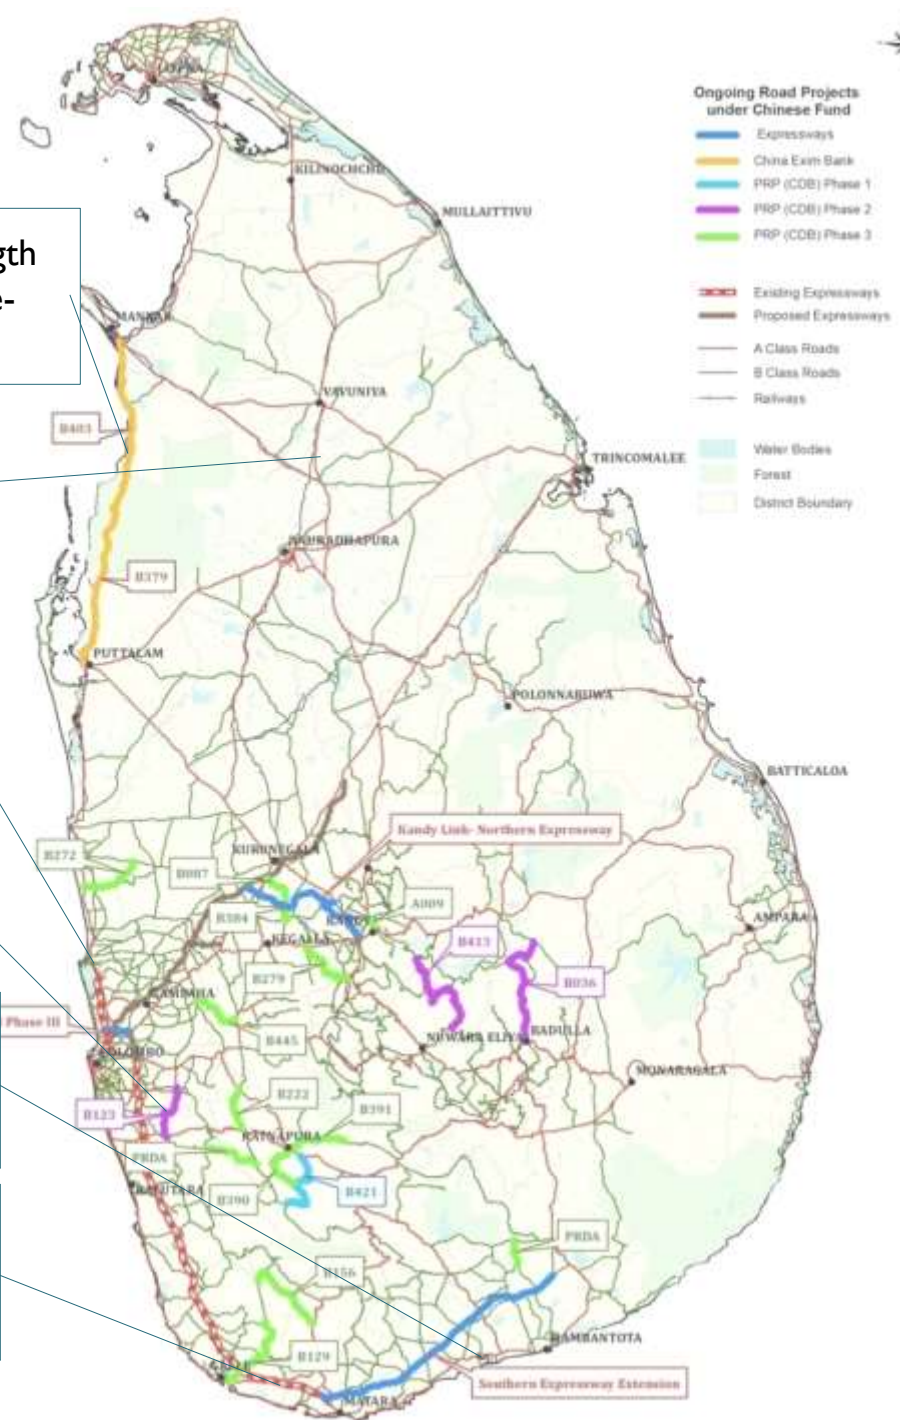 Ongoing Road Projects
under Chinese Fund
Expressways
China Exim Bank
PRP (CDB) Phase 1
PRP (CDB) Phase 2
PRP (CDB) Phase 3
Existing Expressways
Proposed Expressways
A Class Roads
B Class Roads
Railways
Water Bodies
Forest
District Boundary
KILINOCHCHI
MULLAITTIVU
gth
e-
MANNAR
VAVUNIYA
B403
TRINCOMALEE
B379
PUTTALAM
POLONNARUWA
BATTICALOA
Kandy Link- Northern Expressway
KURUNEGALA
B272
B087
B384
A009
AMPARA
KEGALLE
B413
B279
B036
GAMPAHA
Phase III
COLOMBO
B445
NUWARA ELIYA
BADULLA
MONARAGALA
B222
B391
B123
RATNAPURA
PRDA
B390
B421
PRDA
B156
HAMBANTOTA
B129
Southern Expressway Extension
MATARA